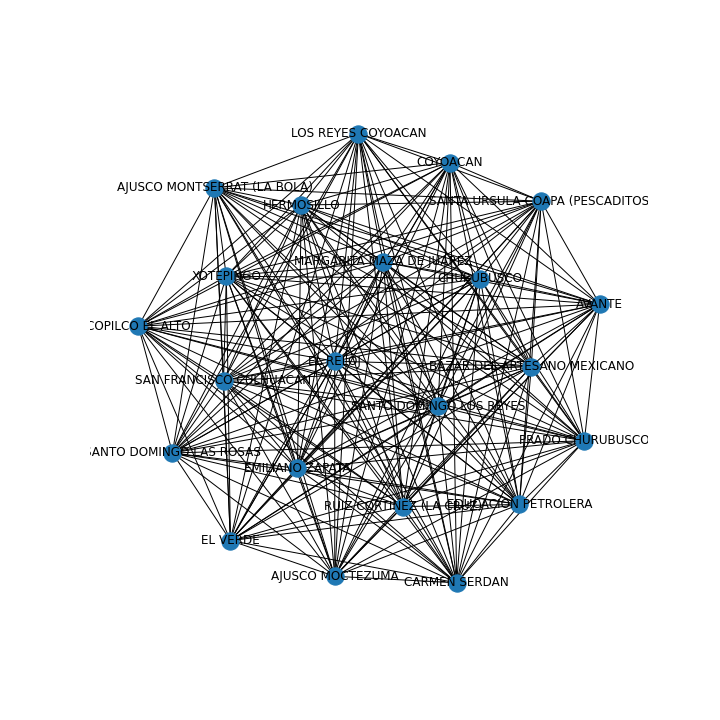 LOS REYES COYOACAN
COYOACAN
AJUSCO MONTSERRAT (LA BOLA)
SANTA URSULA COAPA (PESCADITOS
HERMOSILLO
MARGARITA MAZA DE JUAREZ
XOTEPINGO
CHURUBUSCO
AVANTE
COPILCO EL ALTO
EL RELOJ
BAZAR DEL ARTESANO MEXICANO
SAN FRANCISCO CULHUACAN
SANTO DOMINGO LOS REYES
PRADO CHURUBUSCO
SANTO DOMINGO LAS ROSAS
EMILIANO ZAPATA
RUIZ CORTINEZ (LA CRUZ)
EDUCACION PETROLERA
EL VERDE
AJUSCO MOCTEZUMA
CARMEN SERDAN